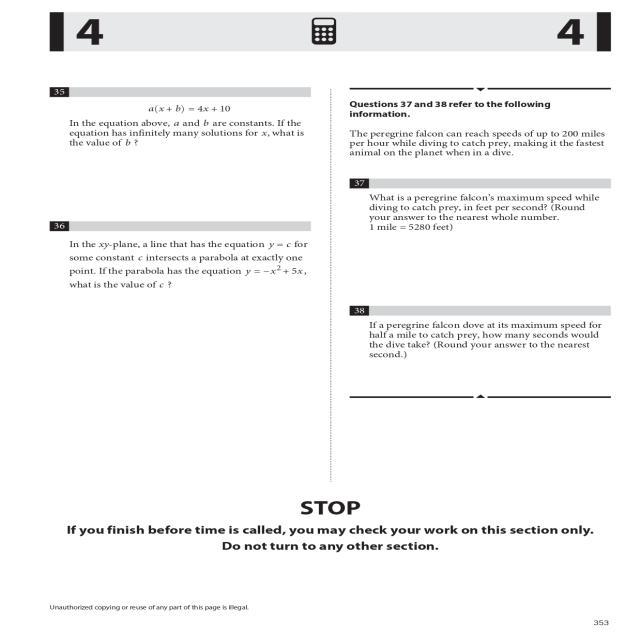 4
4
35
a(x + b) = 4x + 10
In the equation above, a and b are constants. If the
equation has infinitely many solutions for x, what is
the value of b ?
36
In the xy-plane, a line that has the equation y = c for
some constant c intersects a parabola at exactly one
point. If the parabola has the equation y = −x² + 5x,
what is the value of c ?
Questions 37 and 38 refer to the following
information.
The peregrine falcon can reach speeds of up to 200 miles
per hour while diving to catch prey, making it the fastest
animal on the planet when in a dive.
37
What is a peregrine falcon’s maximum speed while
diving to catch prey, in feet per second? (Round
your answer to the nearest whole number.
1 mile = 5280 feet)
38
If a peregrine falcon dove at its maximum speed for
half a mile to catch prey, how many seconds would
the dive take? (Round your answer to the nearest
second.)
STOP
If you finish before time is called, you may check your work on this section only.
Do not turn to any other section.
Unauthorized copying or reuse of any part of this page is illegal.
353